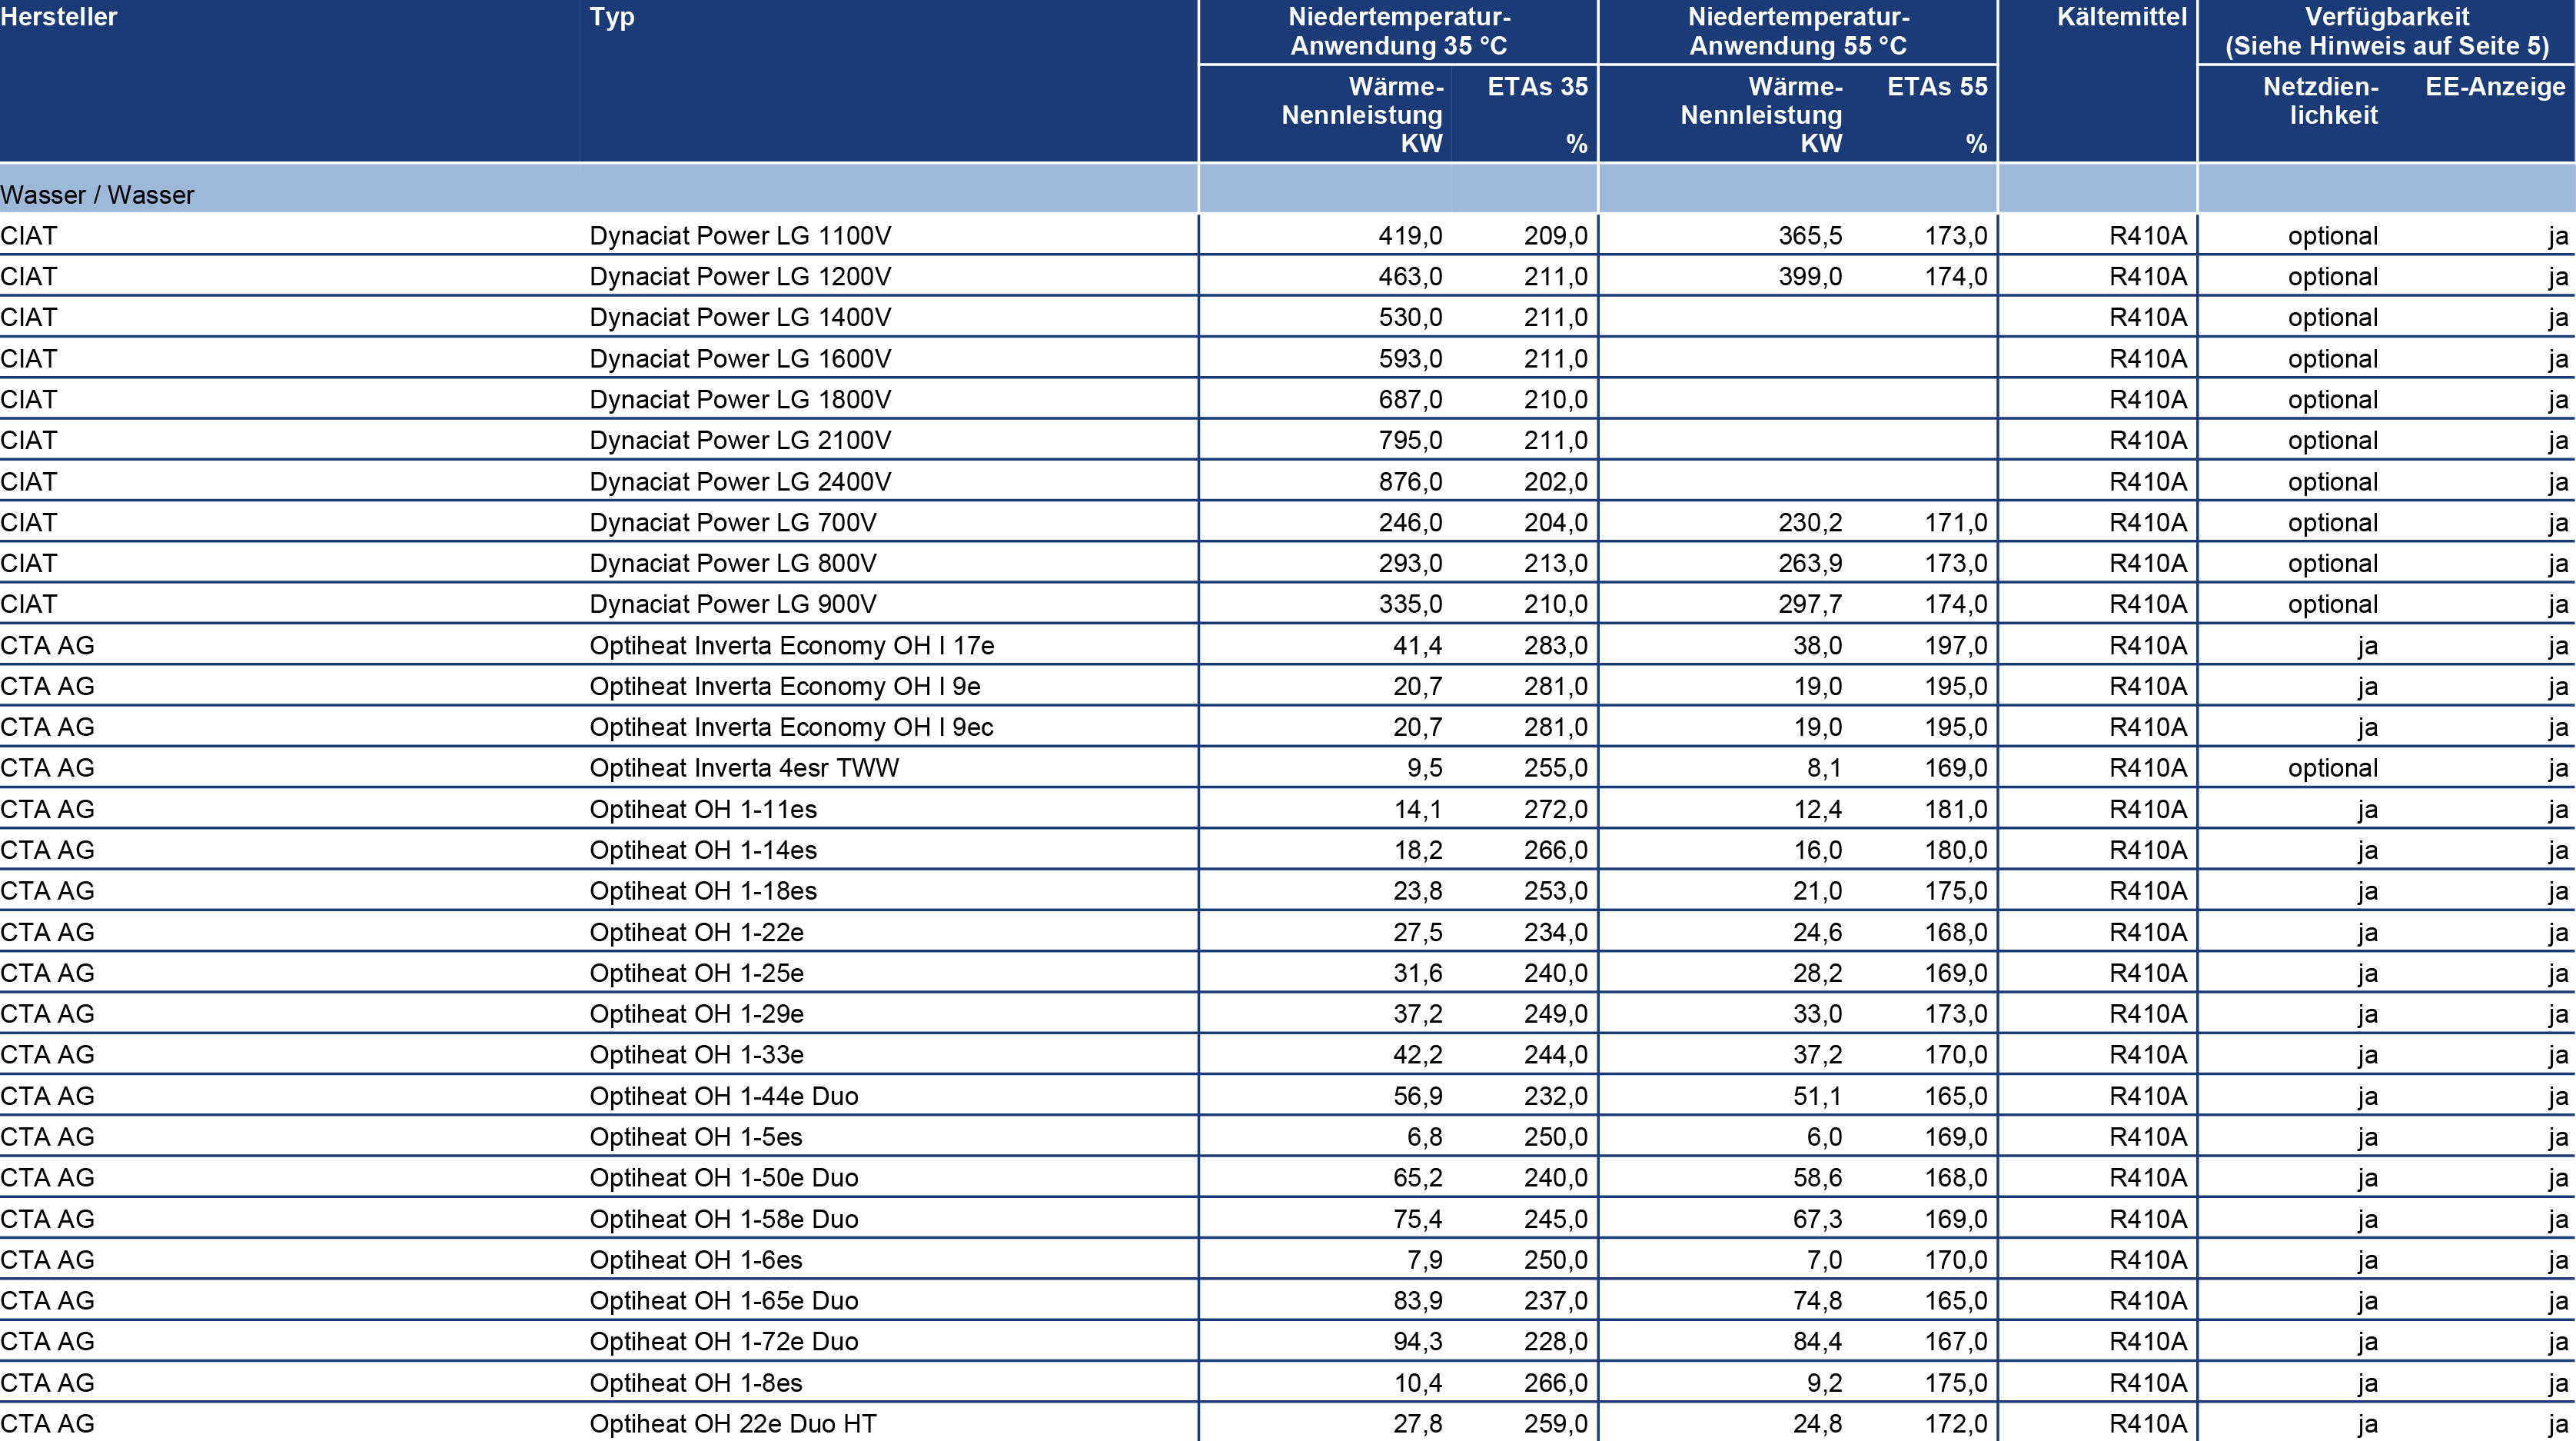 Hersteller Typ Niedertemperatur-Anwendung 35 °C Niedertemperatur-Anwendung 55 °C Kältemittel Verfügbarkeit (Siehe Hinweis auf Seite 5)
Wärme-Nennleistung KW ETAs 35 % Wärme-Nennleistung KW ETAs 55 % Netzdien-lichkeit EE-Anzeige
Wasser / Wasser
CIAT Dynaciat Power LG 1100V 419,0 209,0 365,5 173,0 R410A optional ja
CIAT Dynaciat Power LG 1200V 463,0 211,0 399,0 174,0 R410A optional ja
CIAT Dynaciat Power LG 1400V 530,0 211,0 R410A optional ja
CIAT Dynaciat Power LG 1600V 593,0 211,0 R410A optional ja
CIAT Dynaciat Power LG 1800V 687,0 210,0 R410A optional ja
CIAT Dynaciat Power LG 2100V 795,0 211,0 R410A optional ja
CIAT Dynaciat Power LG 2400V 876,0 202,0 R410A optional ja
CIAT Dynaciat Power LG 700V 246,0 204,0 230,2 171,0 R410A optional ja
CIAT Dynaciat Power LG 800V 293,0 213,0 263,9 173,0 R410A optional ja
CIAT Dynaciat Power LG 900V 335,0 210,0 297,7 174,0 R410A optional ja
CTA AG Optiheat Inverta Economy OH I 17e 41,4 283,0 38,0 197,0 R410A ja ja
CTA AG Optiheat Inverta Economy OH I 9e 20,7 281,0 19,0 195,0 R410A ja ja
CTA AG Optiheat Inverta Economy OH I 9ec 20,7 281,0 19,0 195,0 R410A ja ja
CTA AG Optiheat Inverta 4esr TWW 9,5 255,0 8,1 169,0 R410A optional ja
CTA AG Optiheat OH 1-11es 14,1 272,0 12,4 181,0 R410A ja ja
CTA AG Optiheat OH 1-14es 18,2 266,0 16,0 180,0 R410A ja ja
CTA AG Optiheat OH 1-18es 23,8 253,0 21,0 175,0 R410A ja ja
CTA AG Optiheat OH 1-22e 27,5 234,0 24,6 168,0 R410A ja ja
CTA AG Optiheat OH 1-25e 31,6 240,0 28,2 169,0 R410A ja ja
CTA AG Optiheat OH 1-29e 37,2 249,0 33,0 173,0 R410A ja ja
CTA AG Optiheat OH 1-33e 42,2 244,0 37,2 170,0 R410A ja ja
CTA AG Optiheat OH 1-44e Duo 56,9 232,0 51,1 165,0 R410A ja ja
CTA AG Optiheat OH 1-5es 6,8 250,0 6,0 169,0 R410A ja ja
CTA AG Optiheat OH 1-50e Duo 65,2 240,0 58,6 168,0 R410A ja ja
CTA AG Optiheat OH 1-58e Duo 75,4 245,0 67,3 169,0 R410A ja ja
CTA AG Optiheat OH 1-6es 7,9 250,0 7,0 170,0 R410A ja ja
CTA AG Optiheat OH 1-65e Duo 83,9 237,0 74,8 165,0 R410A ja ja
CTA AG Optiheat OH 1-72e Duo 94,3 228,0 84,4 167,0 R410A ja ja
CTA AG Optiheat OH 1-8es 10,4 266,0 9,2 175,0 R410A ja ja
CTA AG Optiheat OH 22e Duo HT 27,8 259,0 24,8 172,0 R410A ja ja